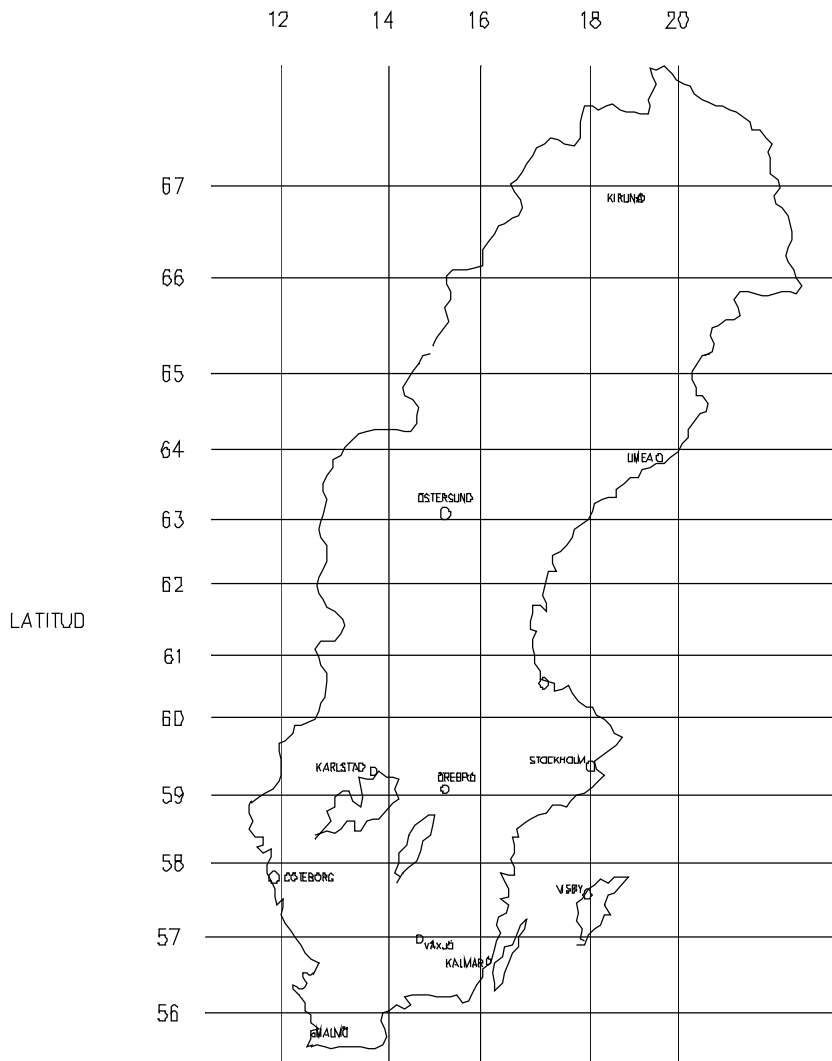 12 14 16 18 20
67
KIRUNA
66
65
64
UMEA
ÖSTERSUND
63
62
LATITUD
61
60
STOCKHOLM
KARLSTAD
ÖREBRO
59
58
GÖTEBORG
VISBY
57
VÄXJÖ
KALMAR
56
MALMÖ